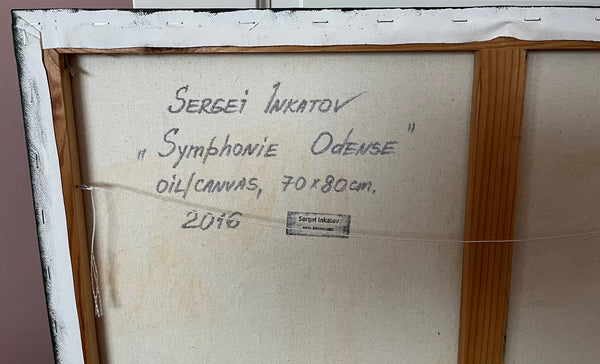 SERGEI INKATOV
„Symphonie Odense"
OIL/CANVAS, 70x80cm.
2016
Sergei Inkatov